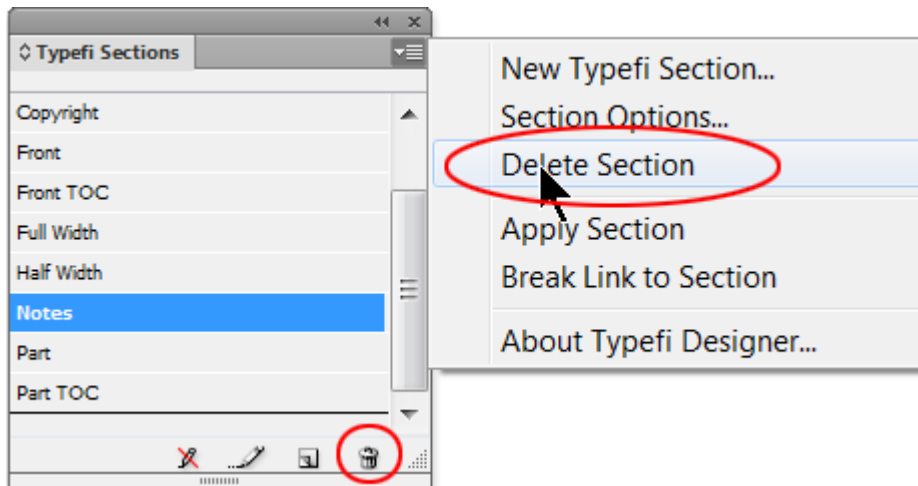 Typefi Sections
Copyright
Front
Front TOC
Full Width
Half Width
Notes
Part
Part TOC
New Typefi Section...
Section Options...
Delete Section
Apply Section
Break Link to Section
About Typefi Designer...